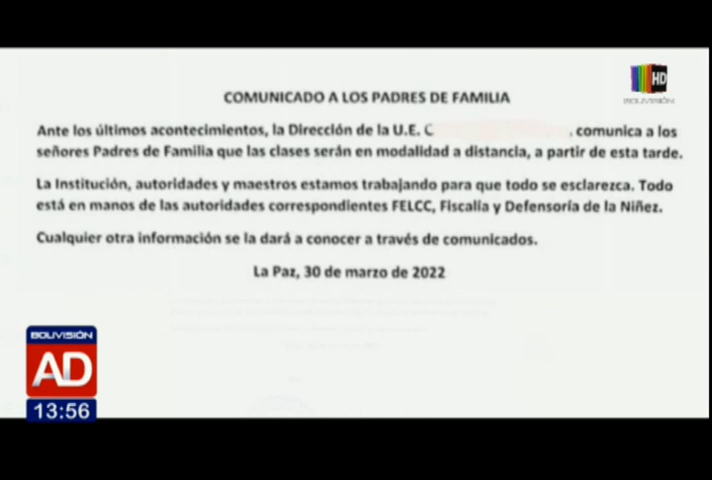 HD
BOLIVISIÓN
COMUNICADO A LOS PADRES DE FAMILIA
Ante los últimos acontecimientos, la Dirección de la U.E. C , comunica a los
señores Padres de Familia que las clases serán en modalidad a distancia, a partir de esta tarde.
La Institución, autoridades y maestros estamos trabajando para que todo se esclarezca. Todo
está en manos de las autoridades correspondientes FELCC, Fiscalía y Defensoría de la Niñez.
Cualquier otra información se la dará a conocer a través de comunicados.
La Paz, 30 de marzo de 2022
BOLIVISIÓN
AD
13:56